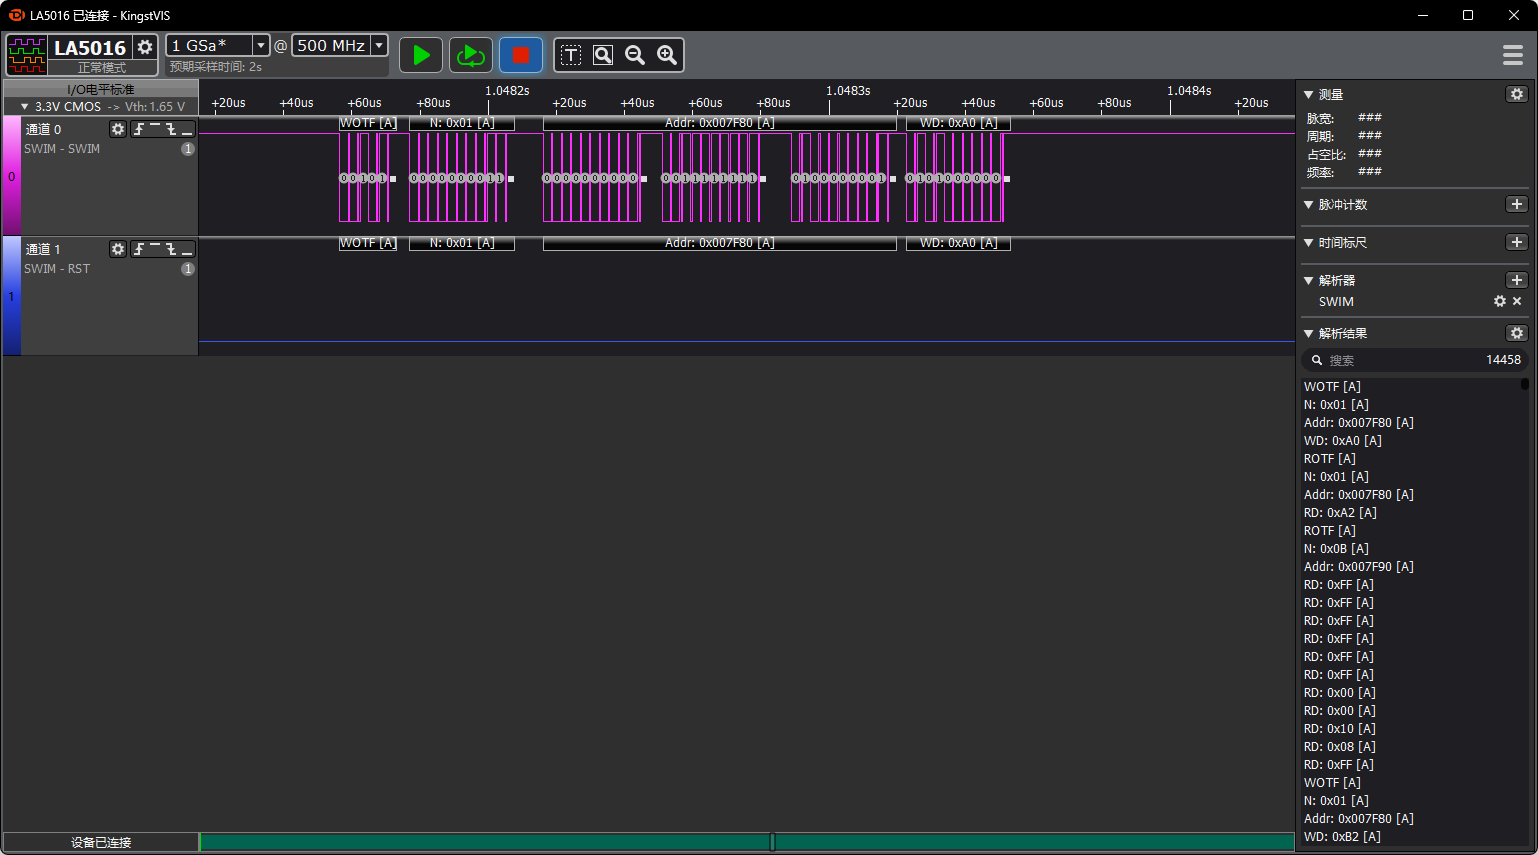 LA5016 已连接 - KingstVIS
LA5016
正常模式
1 GSa*
@
500 MHz
预期采样时间: 2s
T
I/O电平标准
3.3V CMOS -> Vth: 1.65 V
+20us
+40us
+60us
+80us
1.0482s
+20us
+40us
+60us
+80us
1.0483s
+20us
+40us
+60us
+80us
1.0484s
+20us
0
通道 0
SWIM - SWIM
1
WOTF [A]
N: 0x01 [A]
Addr: 0x007F80 [A]
WD: 0xA0 [A]
1
通道 1
SWIM - RST
1
WOTF [A]
N: 0x01 [A]
Addr: 0x007F80 [A]
WD: 0xA0 [A]
测量
脉宽: ###
周期: ###
占空比: ###
频率: ###
脉冲计数
时间标尺
解析器
SWIM
解析结果
搜索
14458
WOTF [A]
N: 0x01 [A]
Addr: 0x007F80 [A]
WD: 0xA0 [A]
ROTF [A]
N: 0x01 [A]
Addr: 0x007F80 [A]
RD: 0xA2 [A]
ROTF [A]
N: 0x0B [A]
Addr: 0x007F90 [A]
RD: 0xFF [A]
RD: 0xFF [A]
RD: 0xFF [A]
RD: 0xFF [A]
RD: 0xFF [A]
RD: 0xFF [A]
RD: 0x00 [A]
RD: 0x00 [A]
RD: 0x10 [A]
RD: 0x08 [A]
RD: 0xFF [A]
WOTF [A]
N: 0x01 [A]
Addr: 0x007F80 [A]
WD: 0xB2 [A]
设备已连接